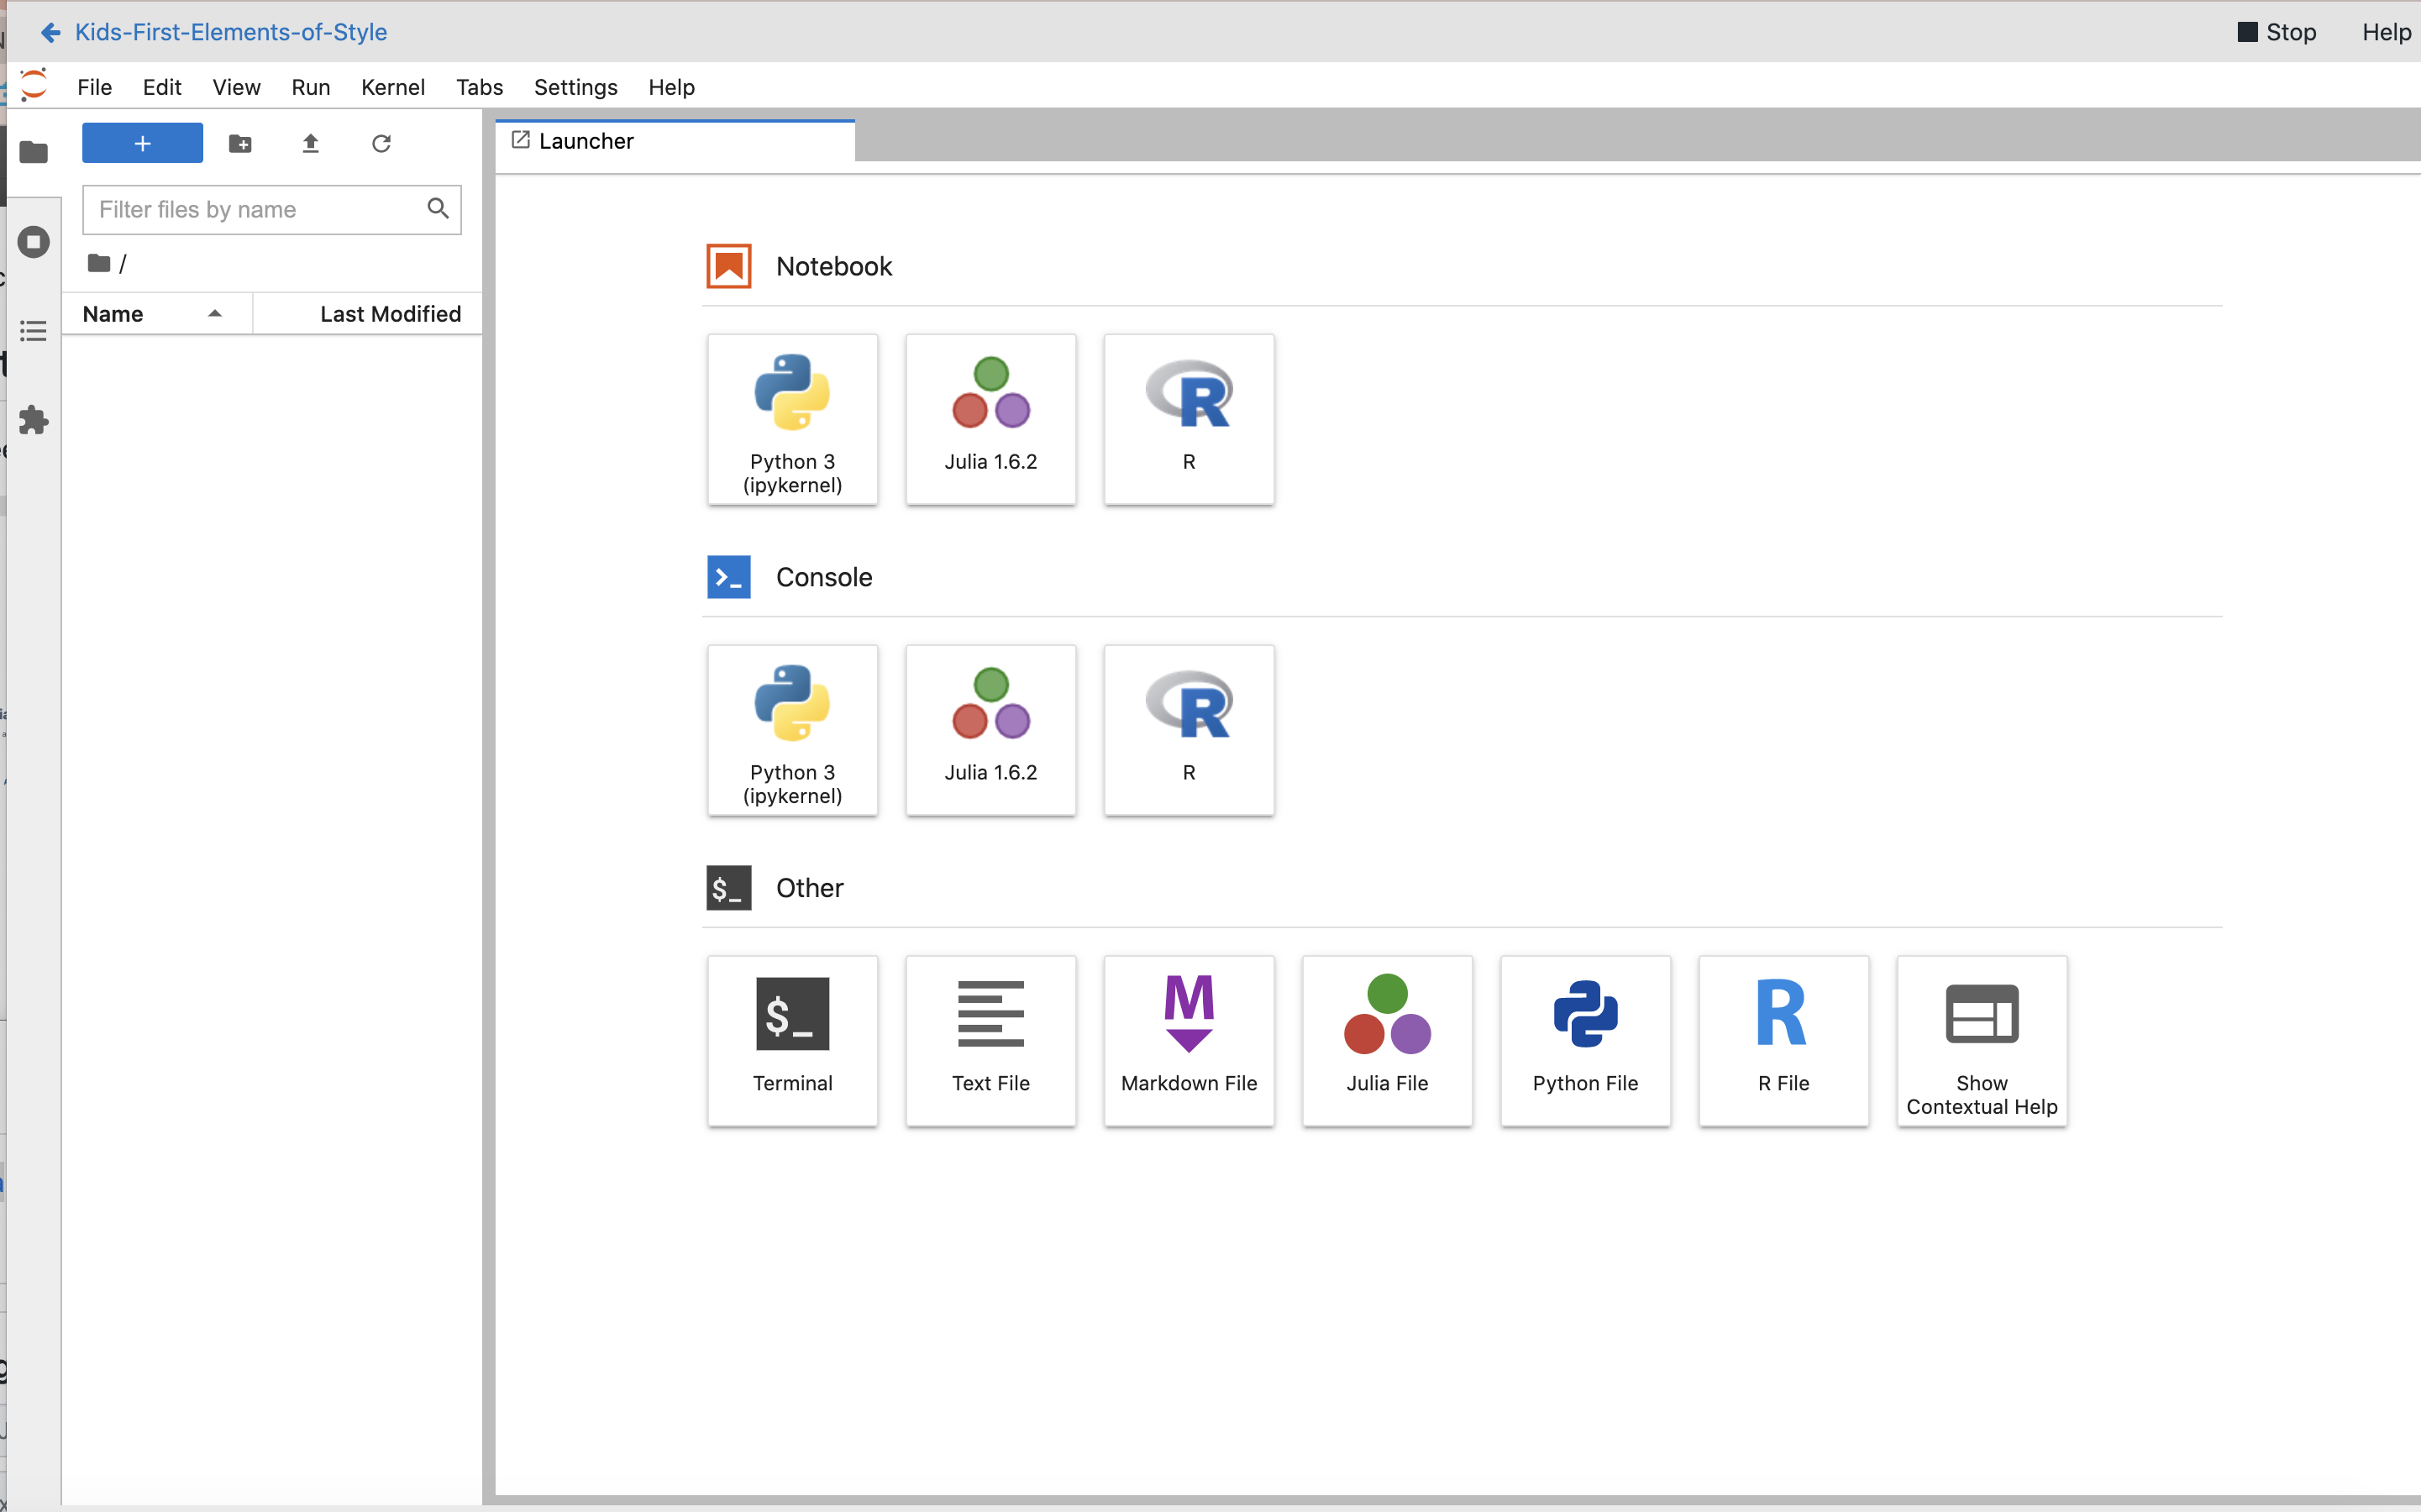 Kids-First-Elements-of-Style
Stop
Help
File
Edit
View
Run
Kernel
Tabs
Settings
Help
+
Launcher
Filter files by name
/
Name
Last Modified
Notebook
Python 3
(ipykernel)
Julia 1.6.2
R
Console
Python 3
(ipykernel)
Julia 1.6.2
R
$_
Other
$_
Terminal
Text File
M
Markdown File
Julia File
Python File
R
R File
Show
Contextual Help